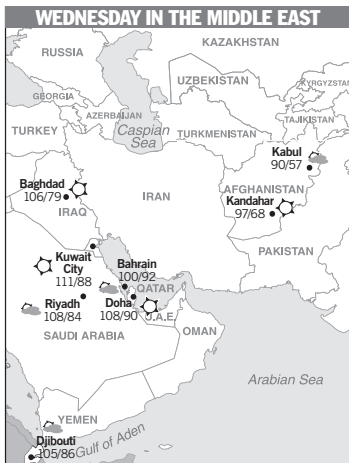 WEDNESDAY IN THE MIDDLE EAST
KAZAKHSTAN
RUSSIA
UZBEKISTAN
KYRGYZSTAN
GEORGIA
AZERBAIJAN
TAJIKISTAN
TURKEY
Caspian
Sea
TURKMENISTAN
Kabul
90/57
Baghdad
106/79
IRAQ
IRAN
AFGHANISTAN
Kandahar
97/68
PAKISTAN
Kuwait
City
111/88
Bahrain
100/92
QATAR
Riyadh
108/84
Doha
108/90
U.A.E.
SAUDI ARABIA
OMAN
Arabian Sea
YEMEN
Djibouti
105/86
Gulf of Aden